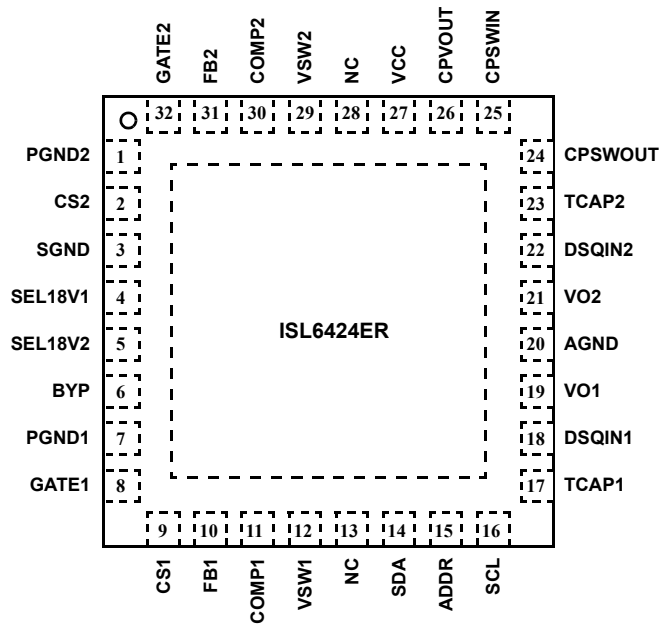 GATE2
FB2
COMP2
VSW2
NC
VCC
CPVOUT
CPSWIN
32 31 30 29 28 27 26 25
PGND2 1
CS2 2
SGND 3
SEL18V1 4
SEL18V2 5
BYP 6
PGND1 7
GATE1 8
ISL6424ER
24 CPSWOUT
23 TCAP2
22 DSQIN2
21 VO2
20 AGND
19 VO1
18 DSQIN1
17 TCAP1
9 10 11 12 13 14 15 16
CS1
FB1
COMP1
VSW1
NC
SDA
ADDR
SCL